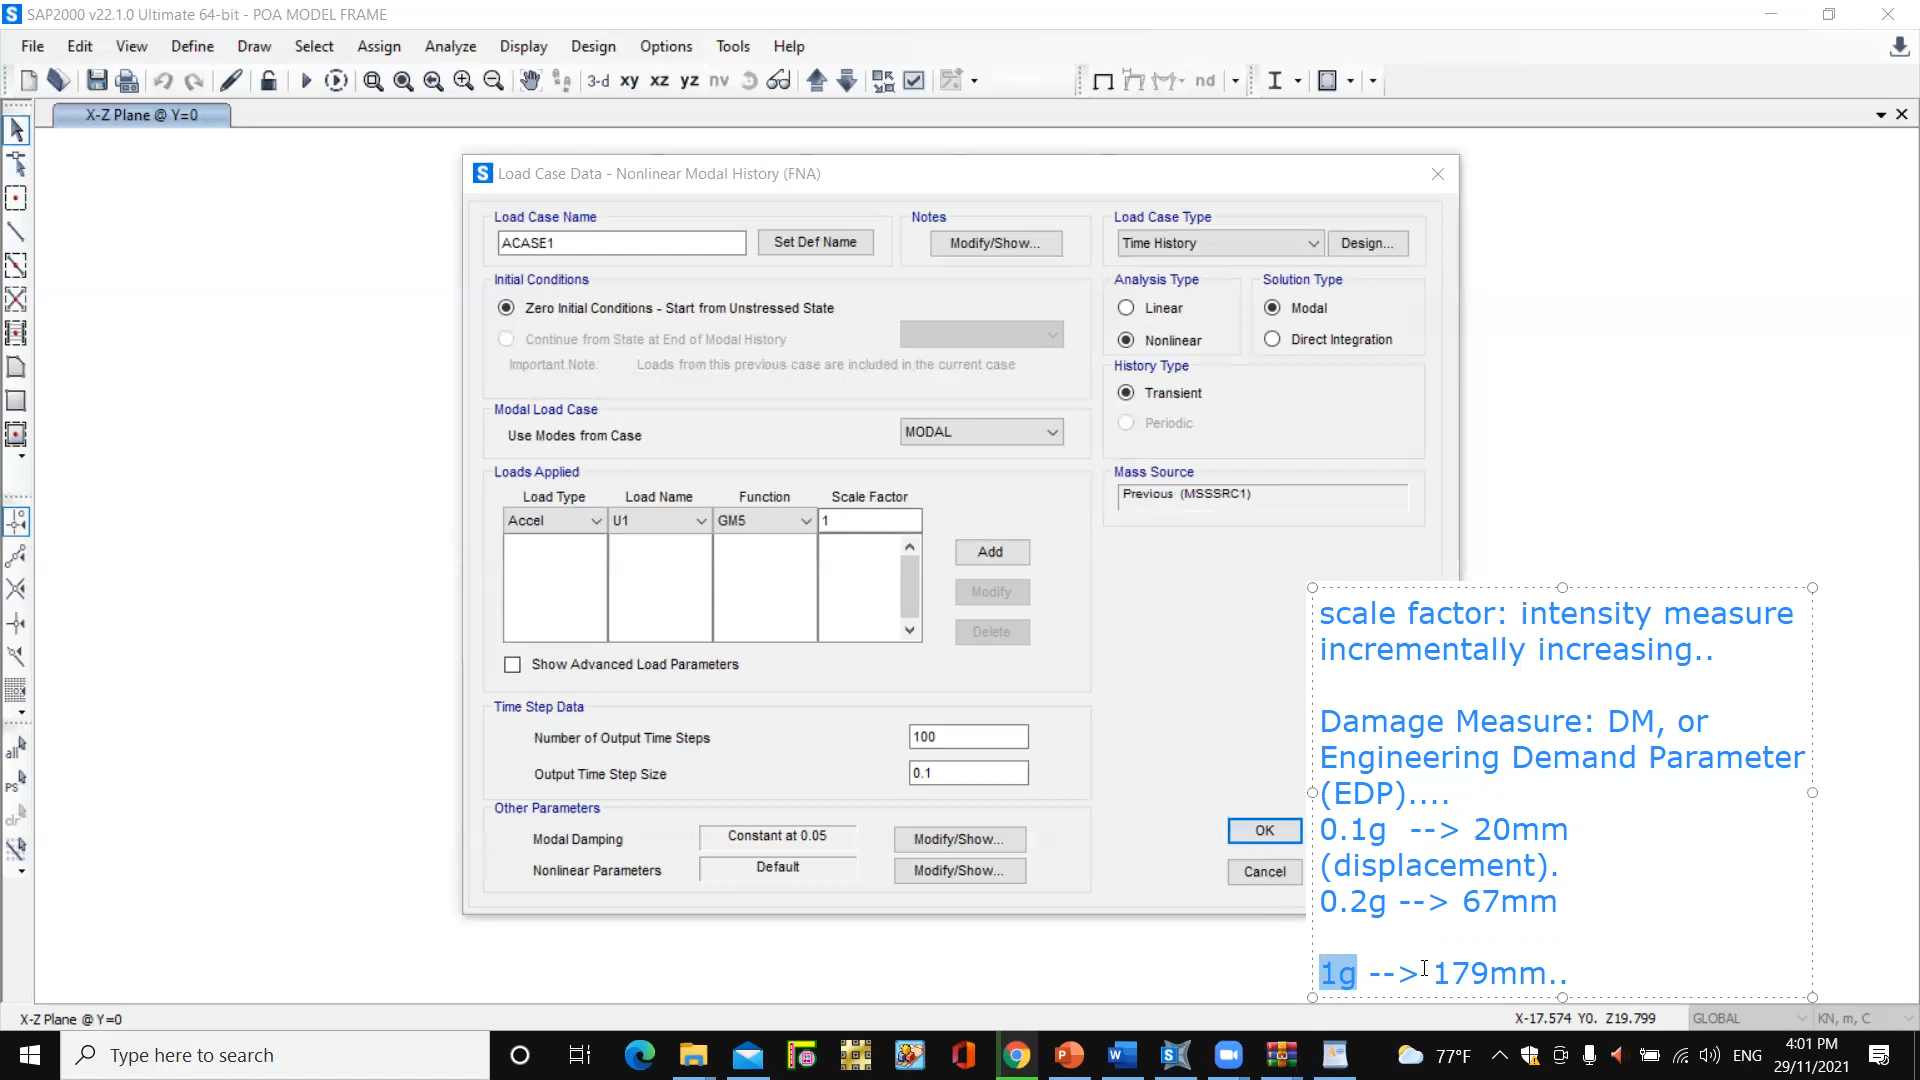 SAP2000 v22.1.0 Ultimate 64-bit - POA MODEL FRAME
File Edit View Define Draw Select Assign Analyze Display Design Options Tools Help
3-d xy xz yz nv nd
X-Z Plane @ Y=0
Load Case Data - Nonlinear Modal History (FNA)
Load Case Name
ACASE1
Set Def Name
Notes
Modify/Show...
Load Case Type
Time History
Design...
Initial Conditions
Zero Initial Conditions - Start from Unstressed State
Continue from State at End of Modal History
Important Note: Loads from this previous case are included in the current case
Analysis Type
Linear
Nonlinear
Solution Type
Modal
Direct Integration
History Type
Transient
Periodic
Modal Load Case
Use Modes from Case
MODAL
Loads Applied
Load Type Load Name Function Scale Factor
Accel U1 GM5 1
Add
Modify
Delete
Show Advanced Load Parameters
Mass Source
Previous (MSSSRC1)
Time Step Data
Number of Output Time Steps 100
Output Time Step Size 0.1
Other Parameters
Modal Damping Constant at 0.05 Modify/Show...
Nonlinear Parameters Default Modify/Show...
OK
Cancel
scale factor: intensity measure
incrementally increasing..
Damage Measure: DM, or
Engineering Demand Parameter
(EDP)....
0.1g --> 20mm
(displacement).
0.2g --> 67mm
1g --> 179mm..
all
PS
clr
X-Z Plane @ Y=0
X-17.574 Y0. Z19.799
GLOBAL
KN, m, C
Type here to search
77°F
ENG
4:01 PM
29/11/2021